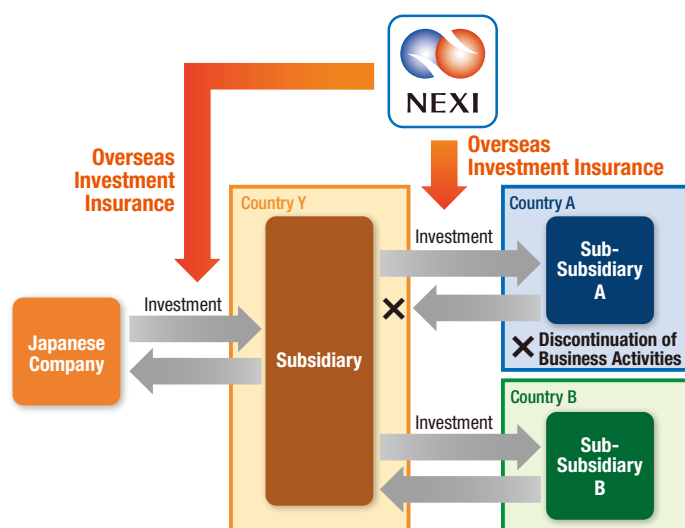 NEXI
Overseas
Investment
Insurance
Overseas
Investment Insurance
Country Y
Country A
Investment
Sub-
Subsidiary
A
Investment
Japanese
Company
Subsidiary
Discontinuation of
Business Activities
Country B
Investment
Sub-
Subsidiary
B